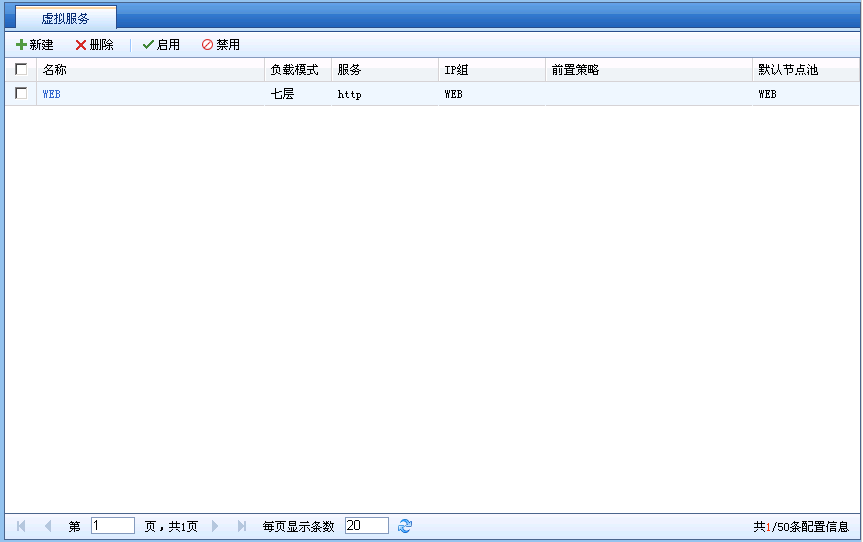 虚拟服务
新建 删除 启用 禁用
名称 负载模式 服务 IP组 前置策略 默认节点池
WEB 七层 http WEB WEB
第 1 页，共1页 每页显示条数 20 共1/50条配置信息